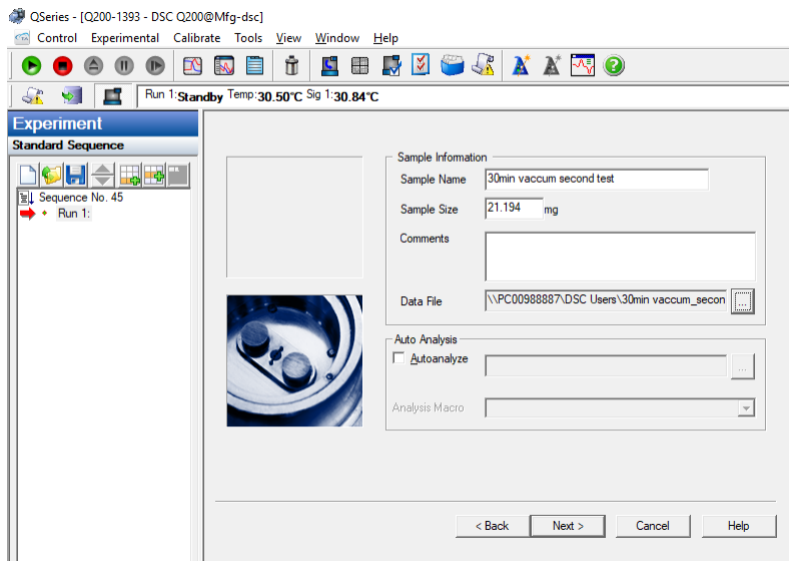 QSeries - [Q200-1393 - DSC Q200@Mfg-dsc]
Control Experimental Calibrate Tools View Window Help
Run 1:Standby Temp:30.50°C Sig 1:30.84°C
Experiment
Standard Sequence
Sequence No. 45
Run 1:
Sample Information
Sample Name 30min vaccum second test
Sample Size 21.194 mg
Comments
Data File \\PC00988887\DSC Users\30min vaccum_secon ...
Auto Analysis
Autoanalyze ...
Analysis Macro
< Back Next > Cancel Help